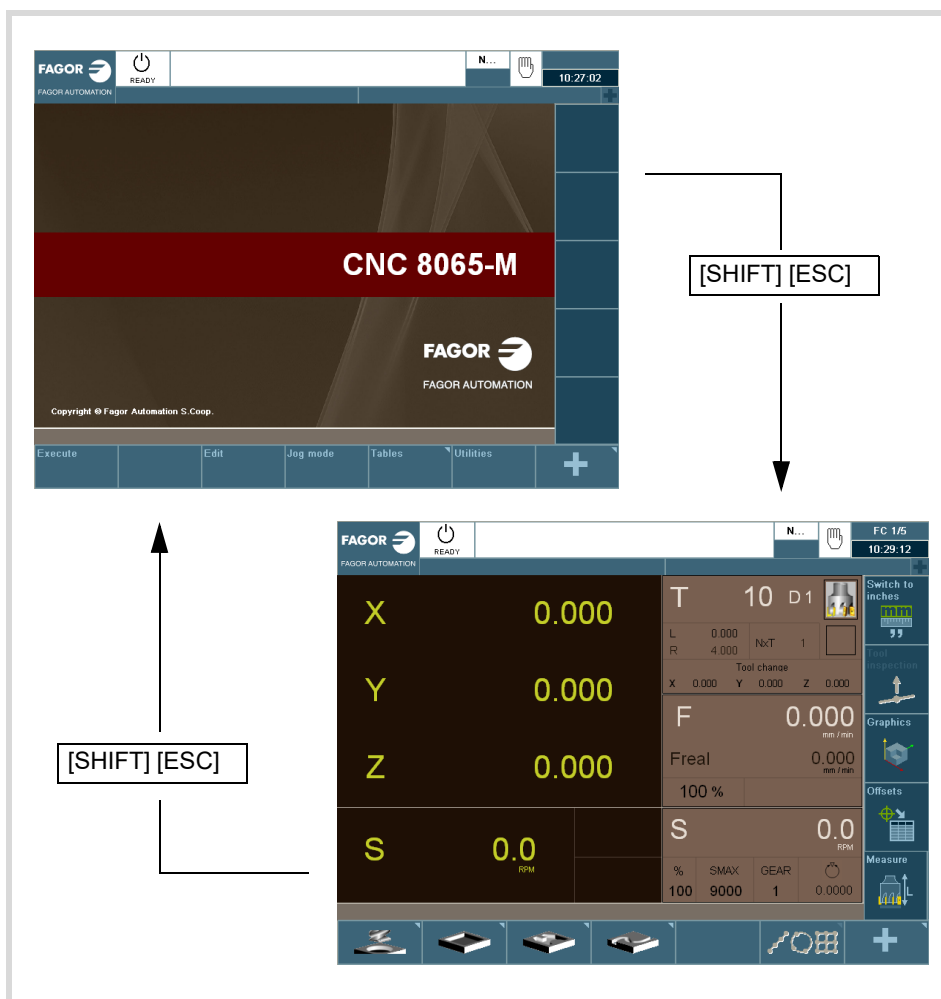 FAGOR
READY
N...
10:27:02
FAGOR AUTOMATION
CNC 8065-M
FAGOR
FAGOR AUTOMATION
Copyright © Fagor Automation S.Coop.
Execute Edit Jog mode Tables Utilities
[SHIFT] [ESC]
FAGOR
READY
N...
FC 1/5
10:29:12
FAGOR AUTOMATION
X 0.000
Y 0.000
Z 0.000
S 0.0
RPM
T 10 D 1
L 0.000
R 4.000
NxT 1
Tool change
X 0.000 Y 0.000 Z 0.000
F 0.000
mm / min
Freal 0.000
mm / min
100 %
S 0.0
RPM
% SMAX GEAR
100 9000 1 0.0000
Switch to
inches
Tool
inspection
Graphics
Offsets
Measure
L
[SHIFT] [ESC]